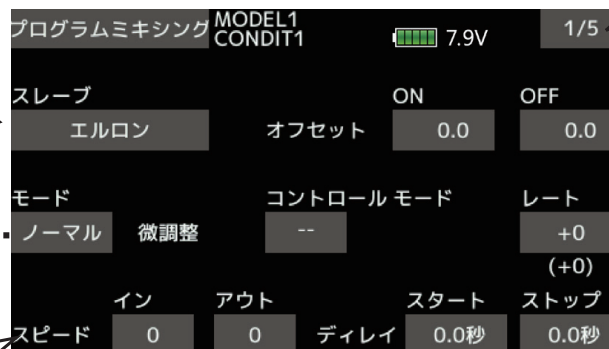 プログラムミキシング MODEL1 CONDIT1 7.9V 1/5
スレーブ ON OFF
エルロン オフセット 0.0 0.0
モード コントロール モード レート
ノーマル 微調整 -- +0
(+0)
イン アウト スタート ストップ
スピード 0 0 ディレイ 0.0秒 0.0秒